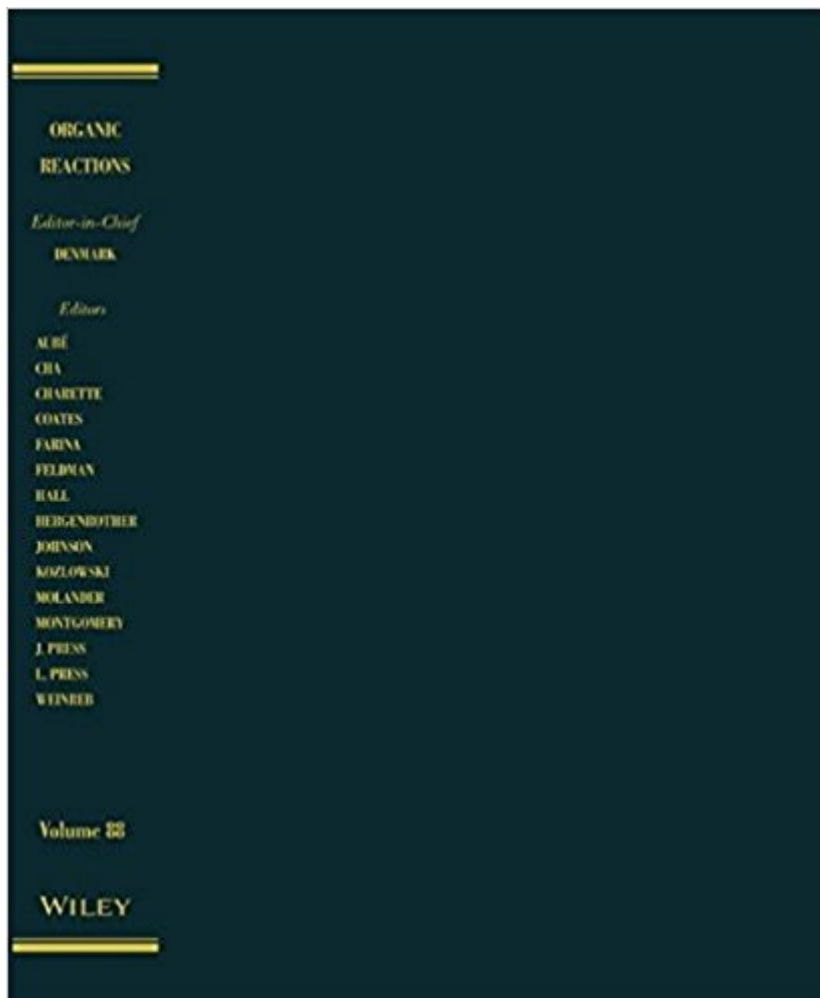 ORGANIC
REACTIONS
Editor-in-Chief
DENMARK
Editors
AUBÉ
CHA
CHARETTE
COATES
FARINA
FELDMAN
HALL
HERGENROTHER
JOHNSON
KOZLOWSKI
MOLANDER
MONTGOMERY
J. PRESS
L. PRESS
WEINREB
Volume 88
WILEY